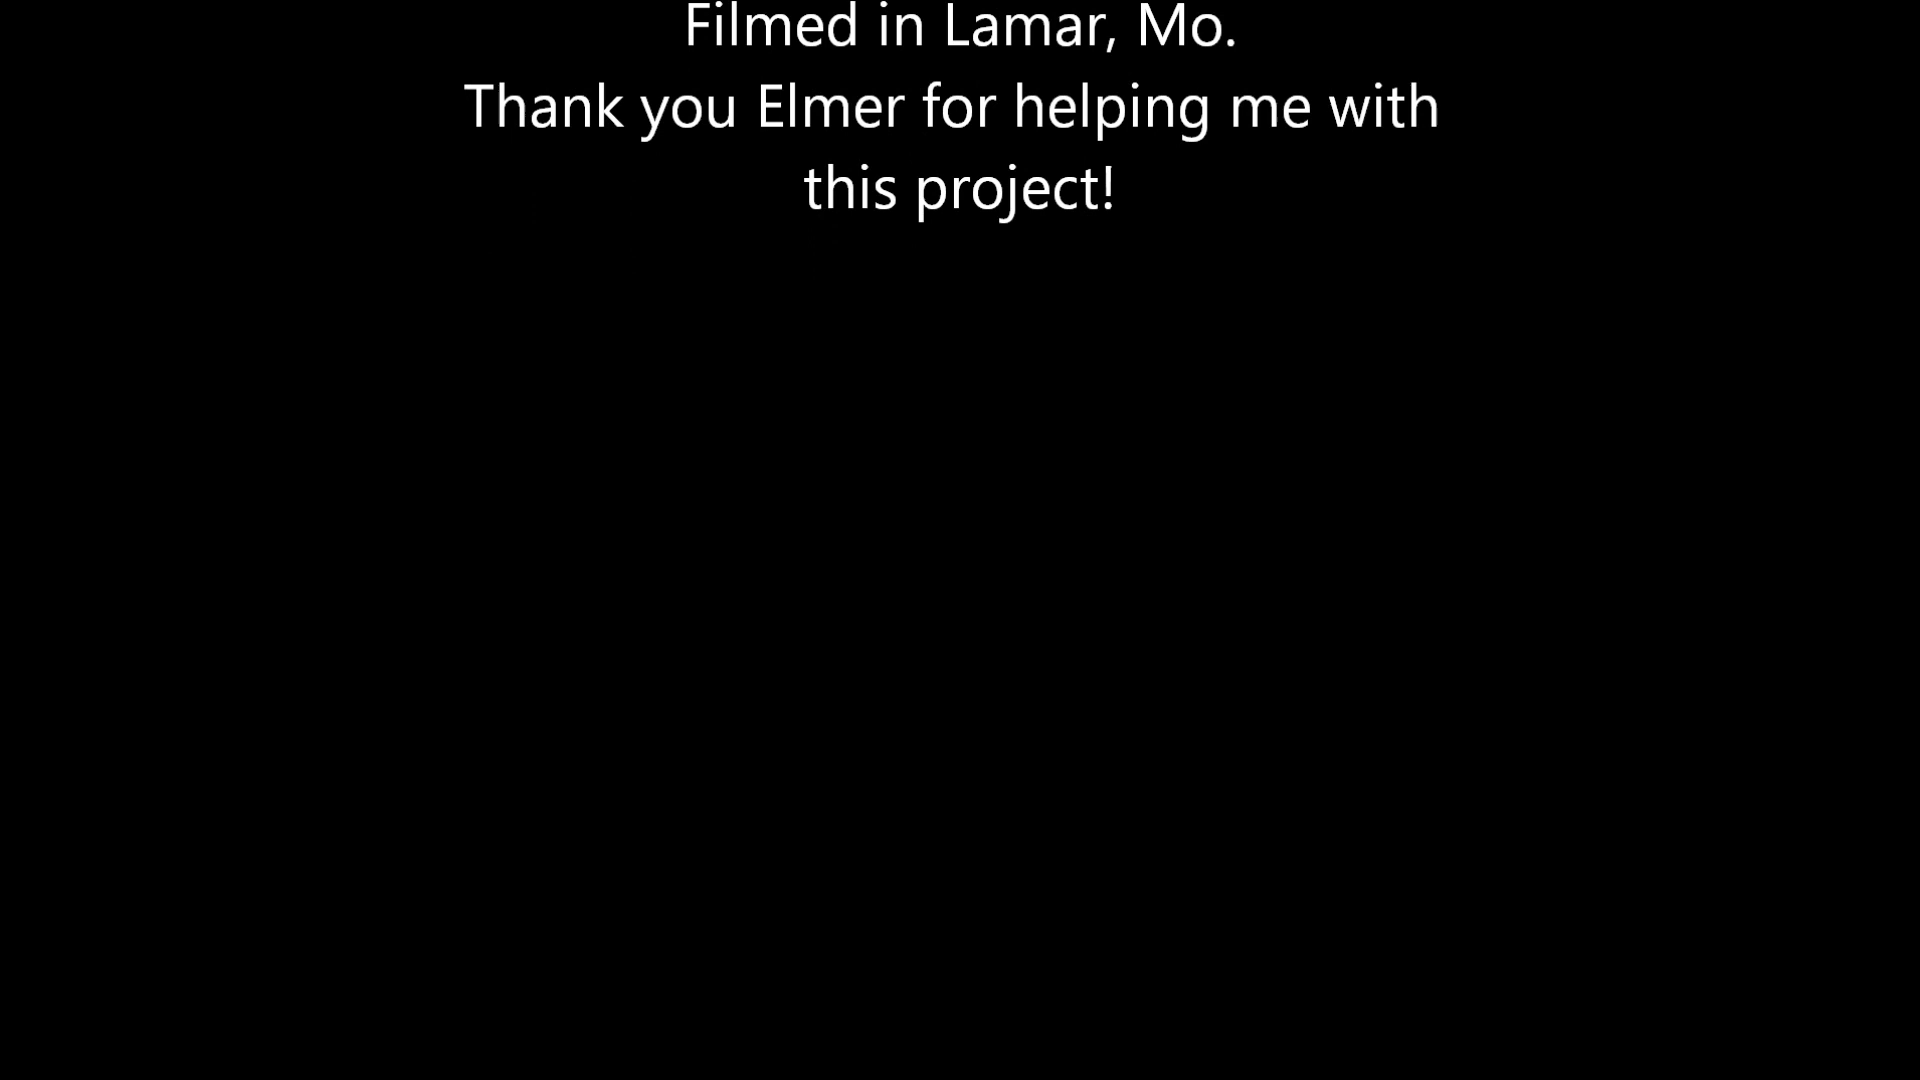 Filmed in Lamar, Mo.
Thank you Elmer for helping me with
this project!